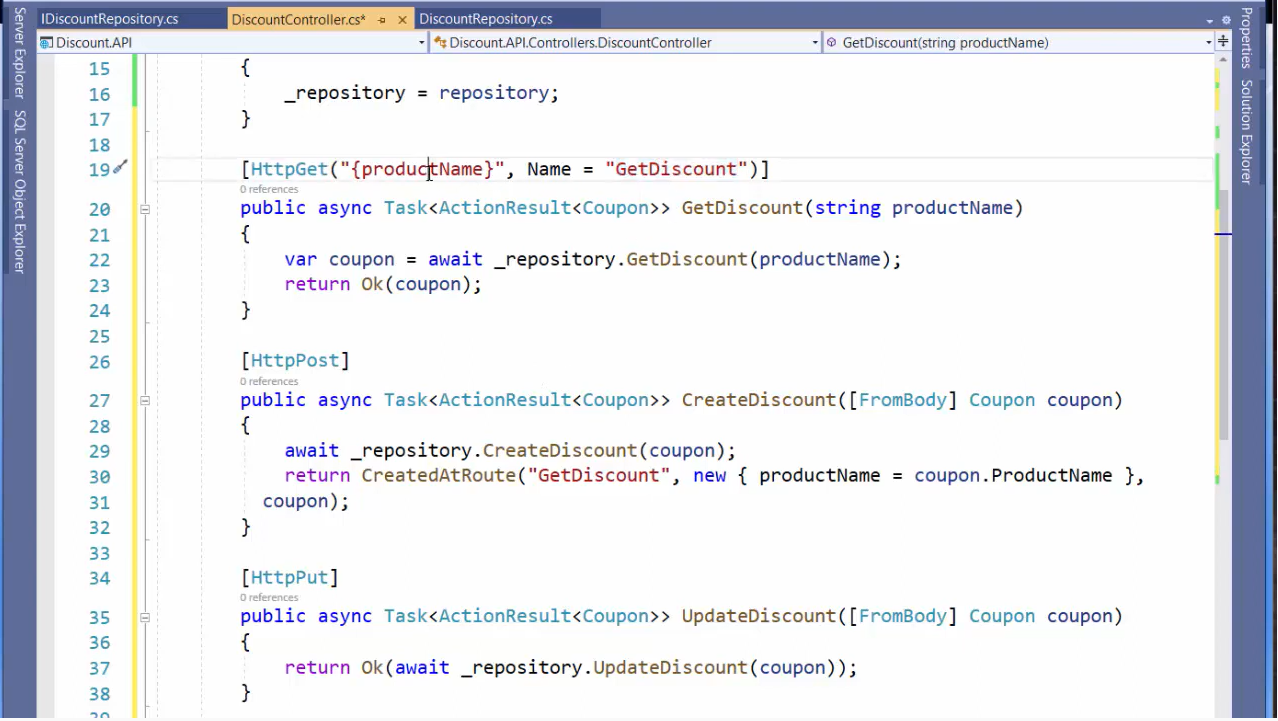 IDiscountRepository.cs
DiscountController.cs*
DiscountRepository.cs
Discount.API
Discount.API.Controllers.DiscountController
GetDiscount(string productName)
Server Explorer
SQL Server Object Explorer
Properties
Solution Explorer
15 {
16 _repository = repository;
17 }
18
19 [HttpGet("{productName}", Name = "GetDiscount")]
0 references
20 public async Task<ActionResult<Coupon>> GetDiscount(string productName)
21 {
22 var coupon = await _repository.GetDiscount(productName);
23 return Ok(coupon);
24 }
25
26 [HttpPost]
0 references
27 public async Task<ActionResult<Coupon>> CreateDiscount([FromBody] Coupon coupon)
28 {
29 await _repository.CreateDiscount(coupon);
30 return CreatedAtRoute("GetDiscount", new { productName = coupon.ProductName },
31 coupon);
32 }
33
34 [HttpPut]
0 references
35 public async Task<ActionResult<Coupon>> UpdateDiscount([FromBody] Coupon coupon)
36 {
37 return Ok(await _repository.UpdateDiscount(coupon));
38 }